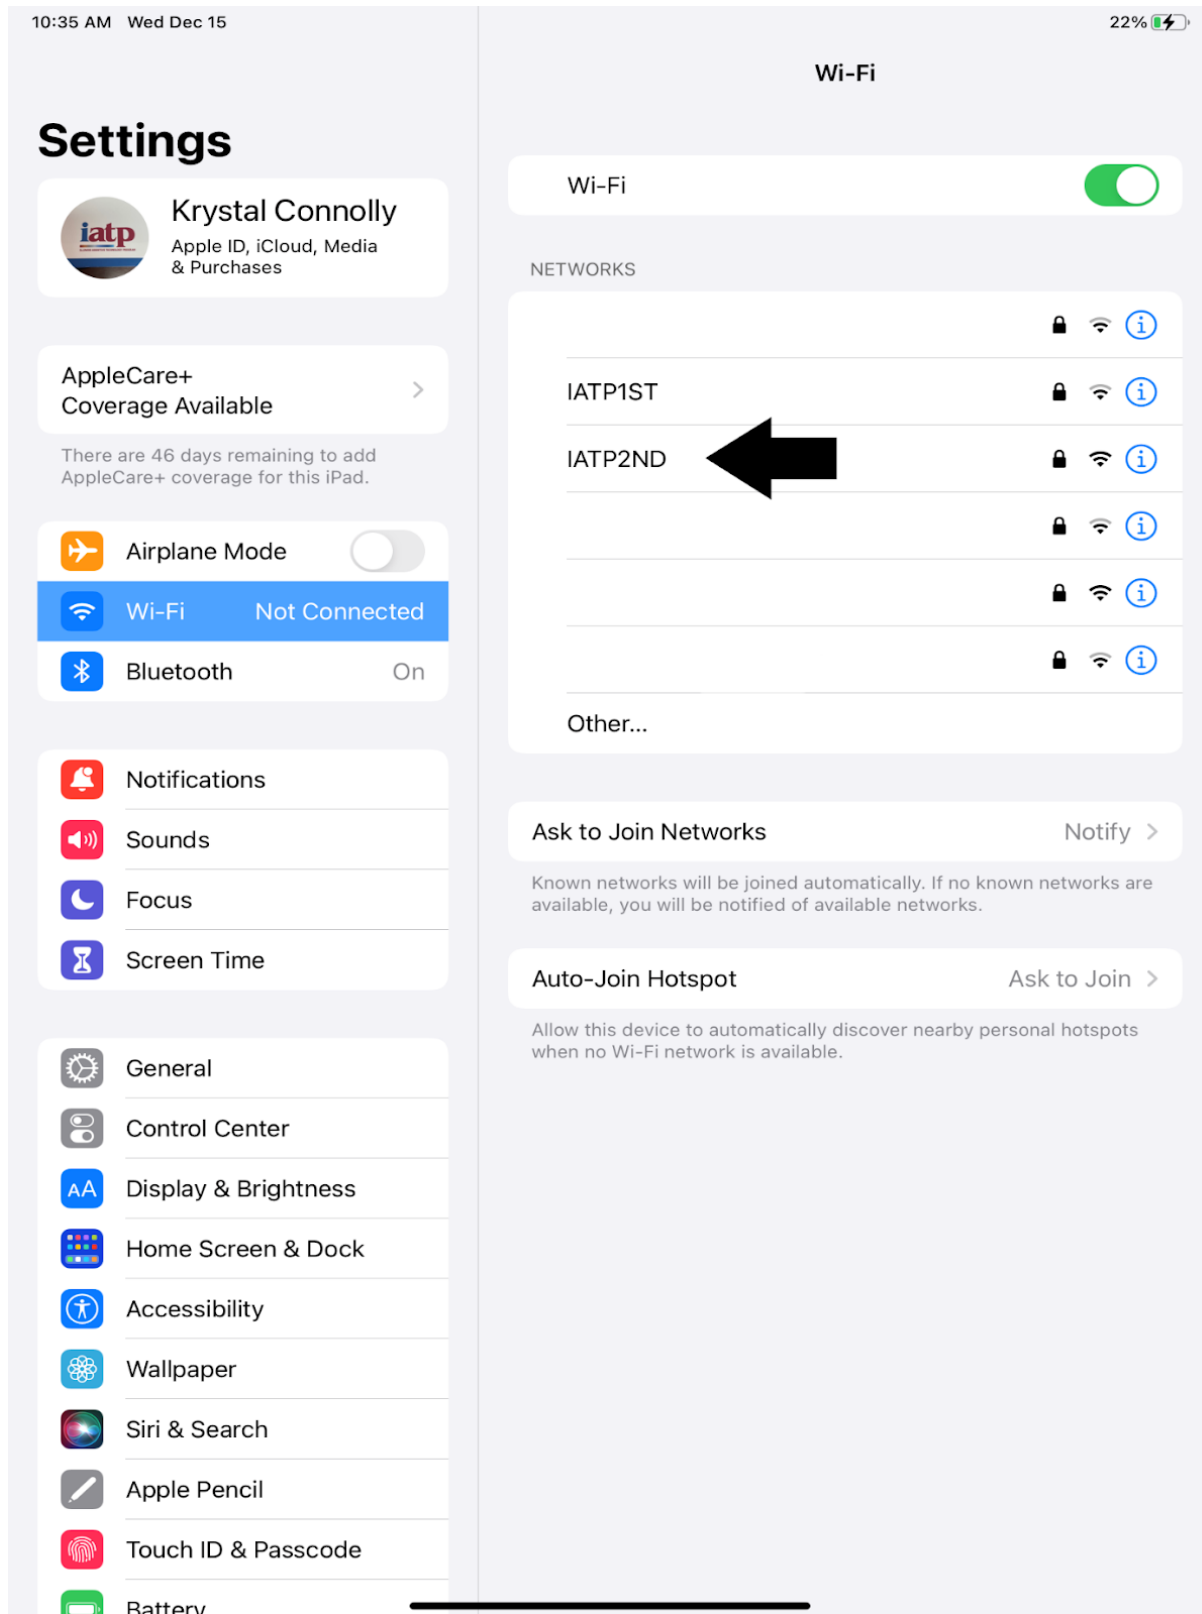 10:35 AM Wed Dec 15
22%
Settings
iatp
Krystal Connolly
Apple ID, iCloud, Media
& Purchases
AppleCare+
Coverage Available
There are 46 days remaining to add
AppleCare+ coverage for this iPad.
Airplane Mode
Wi-Fi Not Connected
Bluetooth On
Notifications
Sounds
Focus
Screen Time
General
Control Center
AA Display & Brightness
Home Screen & Dock
Accessibility
Wallpaper
Siri & Search
Apple Pencil
Touch ID & Passcode
Battery
Wi-Fi
Wi-Fi
NETWORKS
IATP1ST
IATP2ND
Other...
Ask to Join Networks Notify
Known networks will be joined automatically. If no known networks are
available, you will be notified of available networks.
Auto-Join Hotspot Ask to Join
Allow this device to automatically discover nearby personal hotspots
when no Wi-Fi network is available.